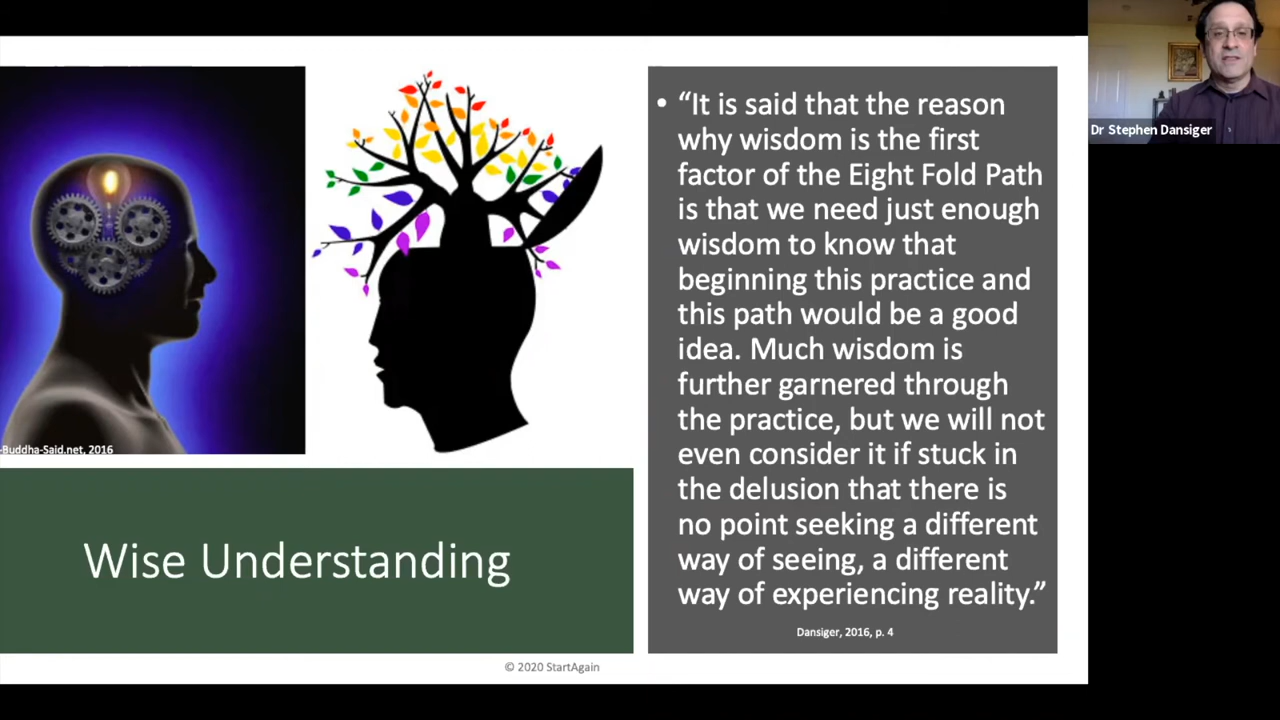 • “It is said that the reason
why wisdom is the first
factor of the Eight Fold Path
is that we need just enough
wisdom to know that
beginning this practice and
this path would be a good
idea. Much wisdom is
further garnered through
the practice, but we will not
even consider it if stuck in
the delusion that there is
no point seeking a different
way of seeing, a different
way of experiencing reality.”
Dansiger, 2016, p. 4
-Buddha-Said.net, 2016
Wise Understanding
© 2020 StartAgain
Dr Stephen Dansiger